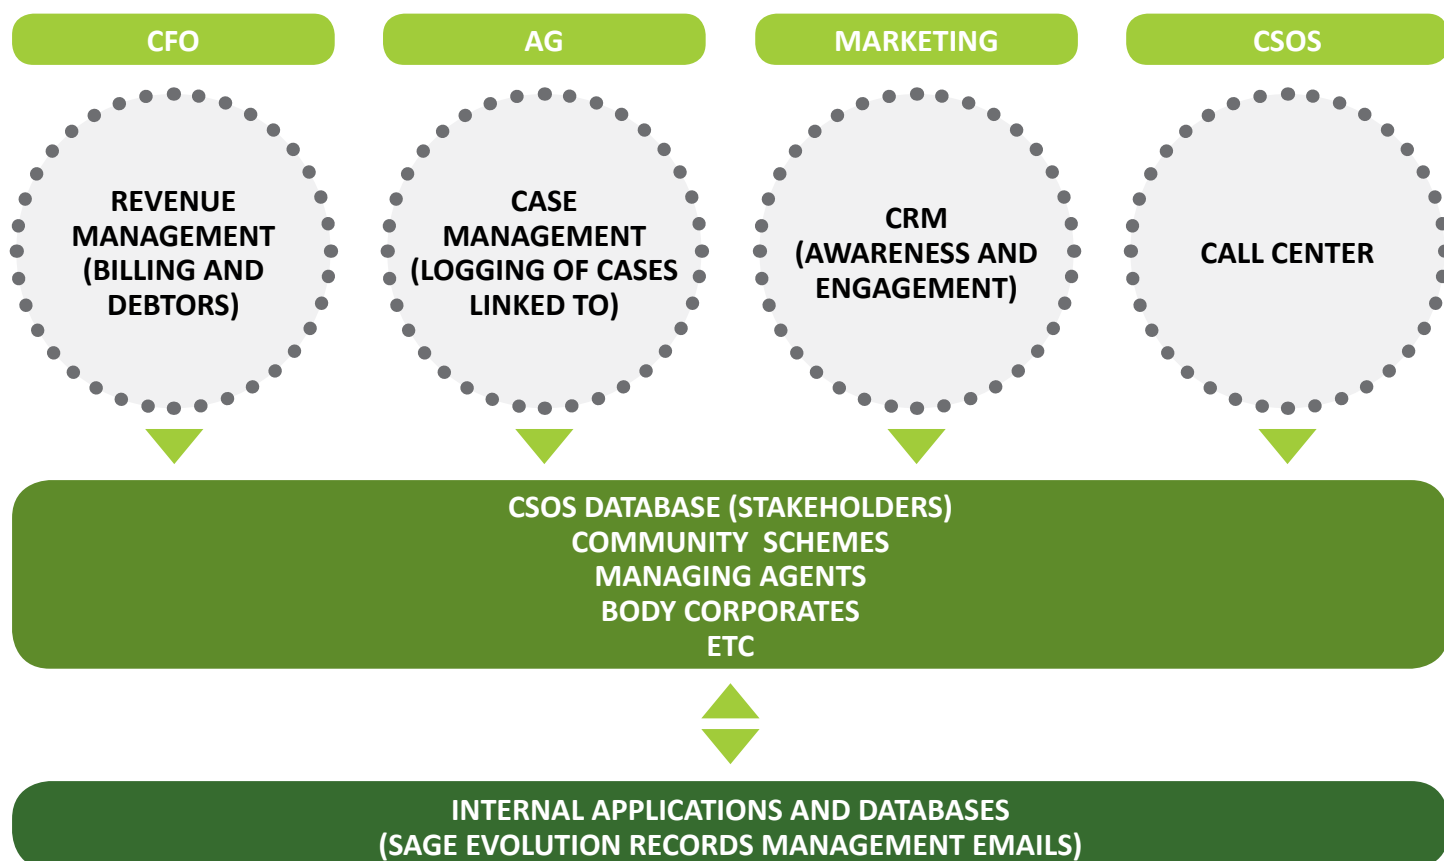 CFO
AG
MARKETING
CSOS
REVENUE
MANAGEMENT
(BILLING AND
DEBTORS)
CASE
MANAGEMENT
(LOGGING OF CASES
LINKED TO)
CRM
(AWARENESS AND
ENGAGEMENT)
CALL CENTER
CSOS DATABASE (STAKEHOLDERS)
COMMUNITY SCHEMES
MANAGING AGENTS
BODY CORPORATES
ETC
INTERNAL APPLICATIONS AND DATABASES
(SAGE EVOLUTION RECORDS MANAGEMENT EMAILS)